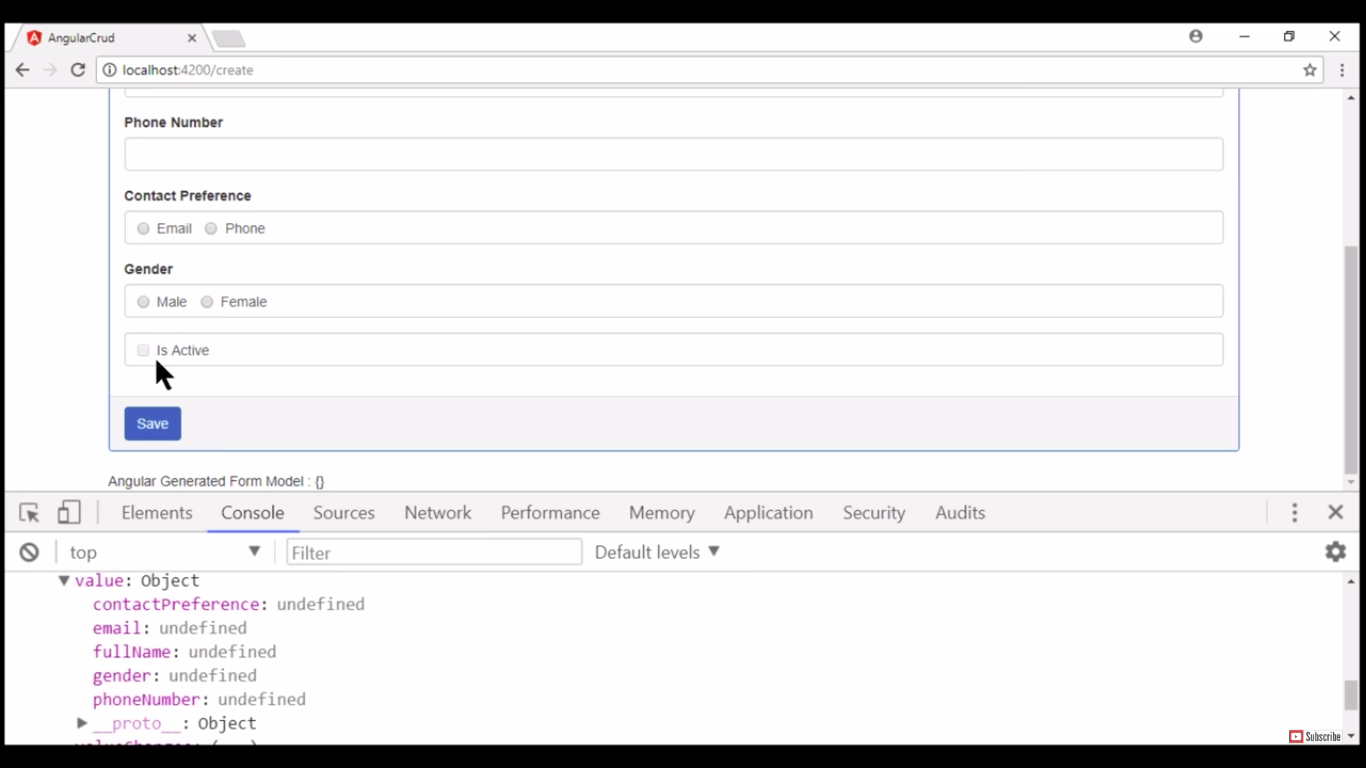 AngularCrud
localhost:4200/create
Phone Number
Contact Preference
Email Phone
Gender
Male Female
Is Active
Save
Angular Generated Form Model : {}
Elements Console Sources Network Performance Memory Application Security Audits
top Filter Default levels
value: Object
contactPreference: undefined
email: undefined
fullName: undefined
gender: undefined
phoneNumber: undefined
__proto__: Object
Subscribe